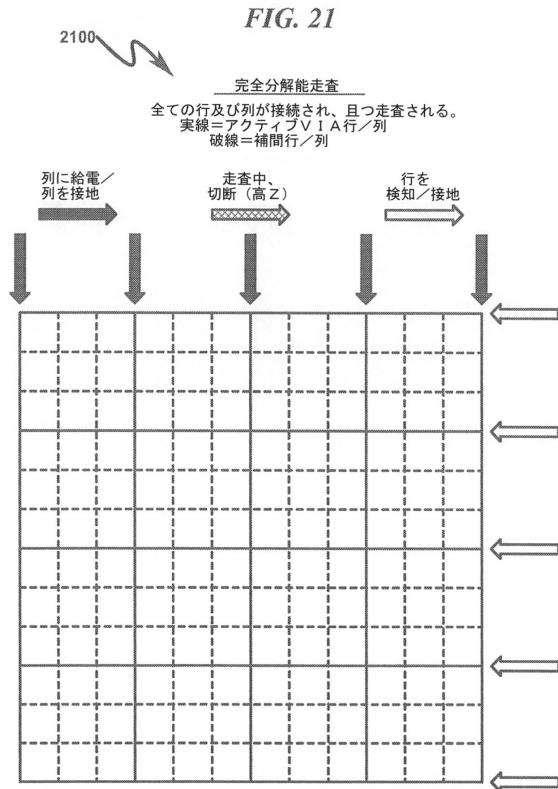 FIG. 21
2100
完全分解能走査
全ての行及び列が接続され、且つ走査される。
実線＝アクティブＶＩＡ行／列
破線＝補間行／列
列に給電／
列を接地
走査中、
切断（高Ｚ）
行を
検知／接地